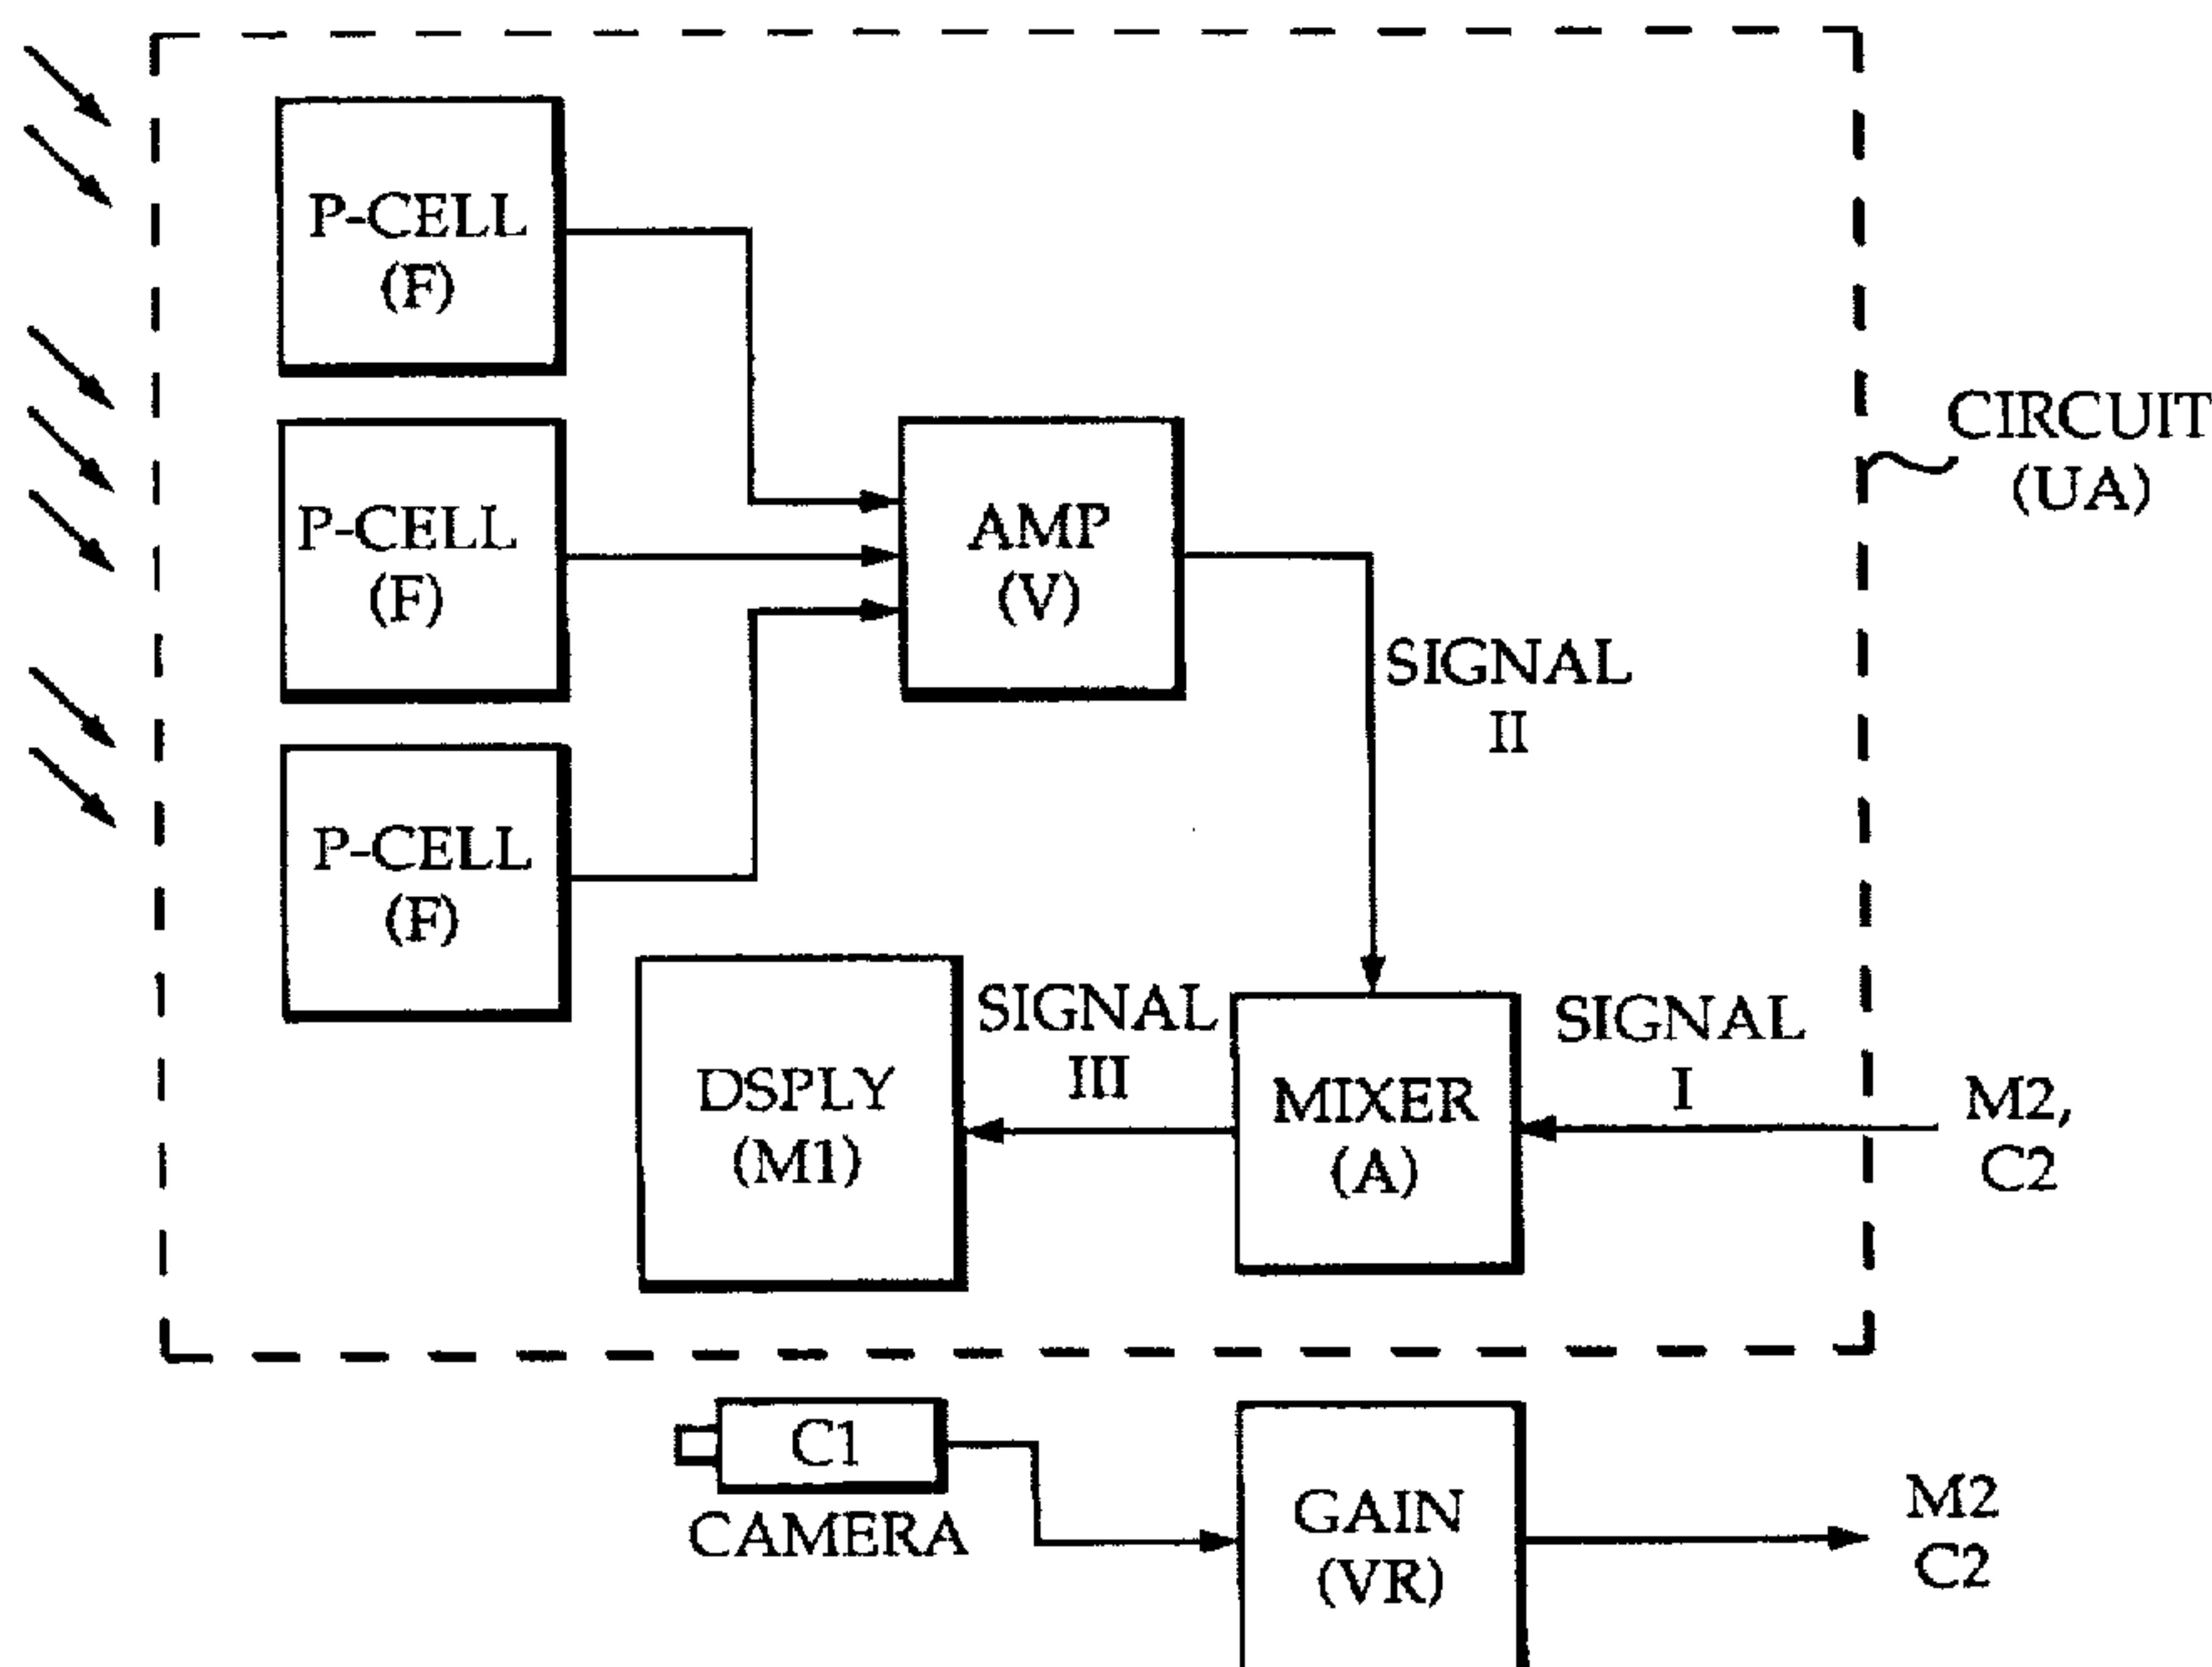 P-CELL
(F)
P-CELL
(F)
AMP
(V)
CIRCUIT
(UA)
SIGNAL
II
P-CELL
(F)
DSPLY
(M1)
SIGNAL
III
MIXER
(A)
SIGNAL
I
M2,
C2
C1
CAMERA
GAIN
(VR)
M2
C2